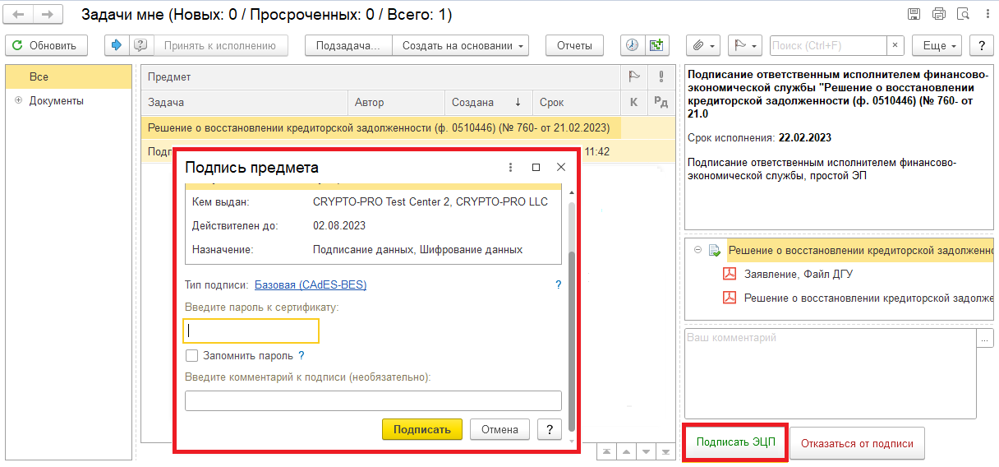 Задачи мне (Новых: 0 / Просроченных: 0 / Всего: 1)
Обновить
Принять к исполнению
Подзадача...
Создать на основании
Отчеты
Поиск (Ctrl+F)
×
Еще
?
Все
Документы
Предмет
Задача
Автор
Создана ↓
Срок
К
Рд
Решение о восстановлении кредиторской задолженности (ф. 0510446) (№ 760- от 21.02.2023)
11:42
Подпись предмета
Кем выдан:
CRYPTO-PRO Test Center 2, CRYPTO-PRO LLC
Действителен до:
02.08.2023
Назначение:
Подписание данных, Шифрование данных
Тип подписи: Базовая (CAdES-BES)
?
Введите пароль к сертификату:
Запомнить пароль ?
Введите комментарий к подписи (необязательно):
Подписать
Отмена
?
Подписание ответственным исполнителем финансово-
экономической службы "Решение о восстановлении
кредиторской задолженности (ф. 0510446) (№ 760- от
21.0
Срок исполнения: 22.02.2023
Подписание ответственным исполнителем финансово-
экономической службы, простой ЭП
Решение о восстановлении кредиторской задолженно
Заявление, Файл ДГУ
Решение о восстановлении кредиторской задолже
Ваш комментарий
...
Подписать ЭЦП
Отказаться от подписи